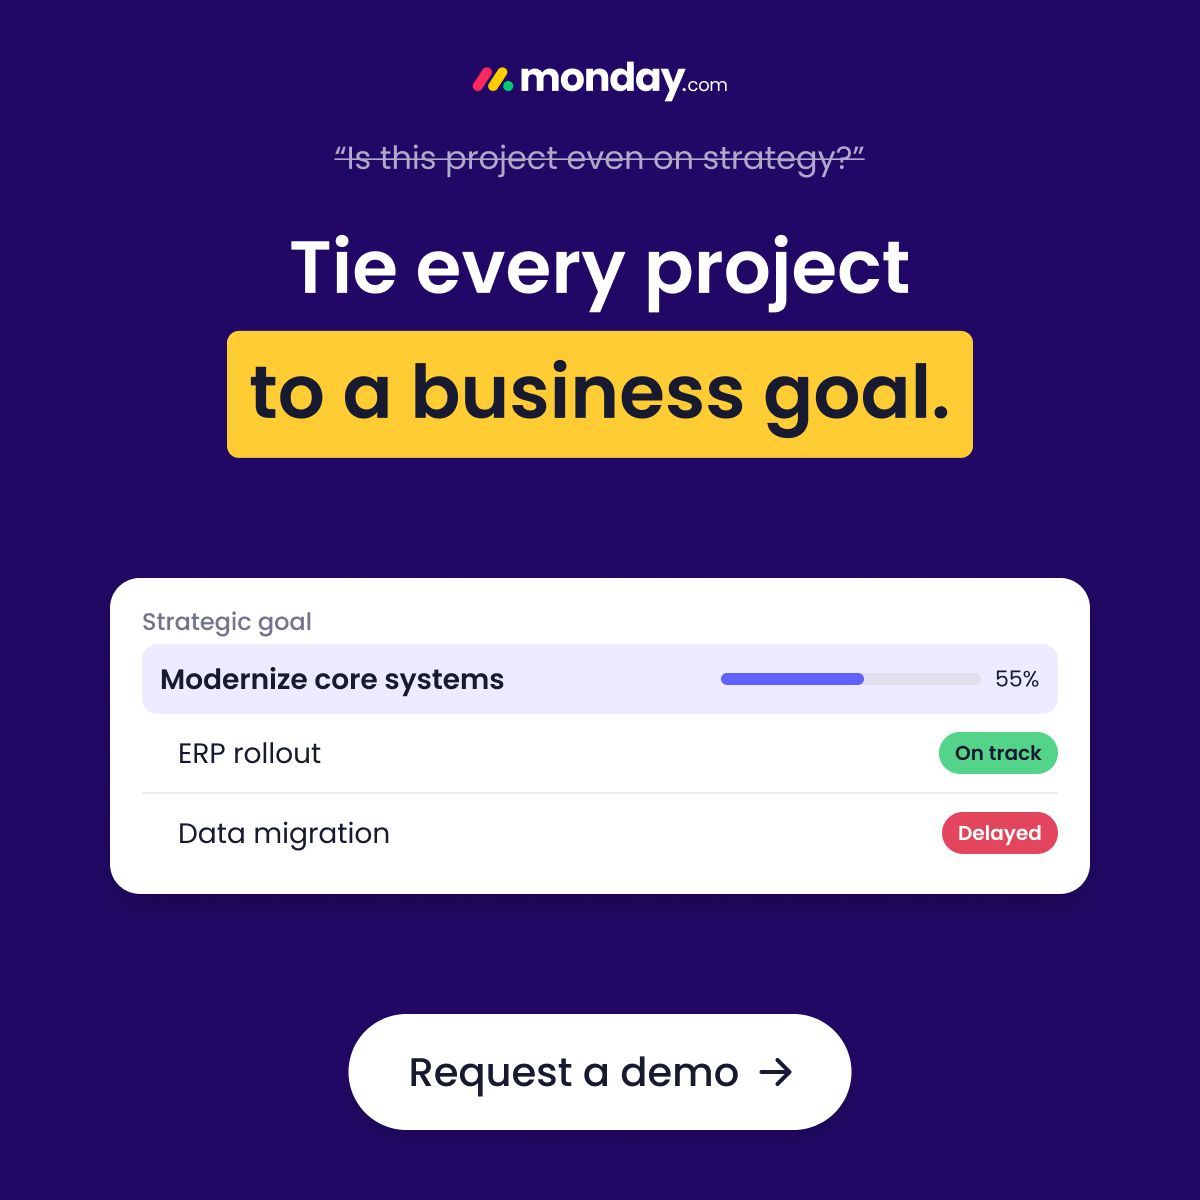 monday.com
“Is this project even on strategy?”
Tie every project
to a business goal.
Strategic goal
Modernize core systems 55%
ERP rollout On track
Data migration Delayed
Request a demo →